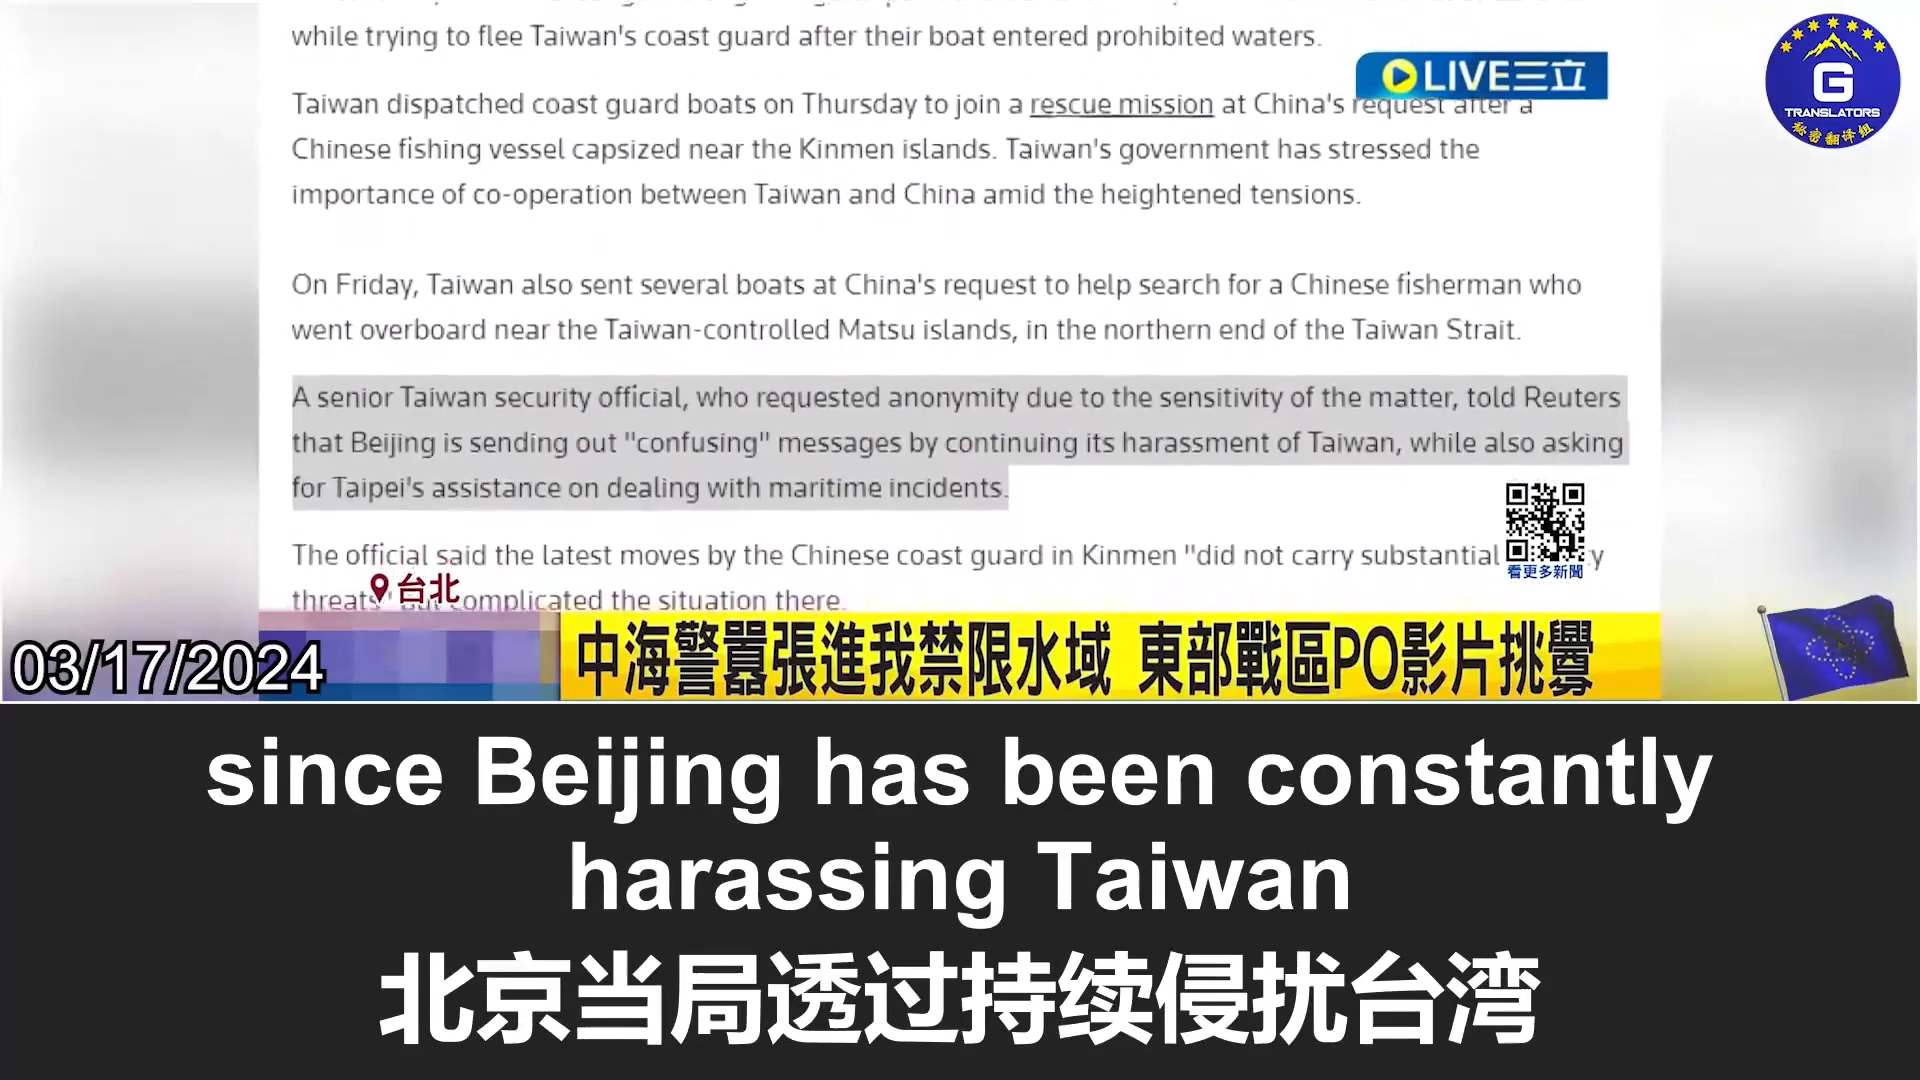 while trying to flee Taiwan's coast guard after their boat entered prohibited waters.
LIVE三立
G
TRANSLATORS
秘密翻译组
Taiwan dispatched coast guard boats on Thursday to join a rescue mission at China's request after a
Chinese fishing vessel capsized near the Kinmen islands. Taiwan's government has stressed the
importance of co-operation between Taiwan and China amid the heightened tensions.
On Friday, Taiwan also sent several boats at China's request to help search for a Chinese fisherman who
went overboard near the Taiwan-controlled Matsu islands, in the northern end of the Taiwan Strait.
A senior Taiwan security official, who requested anonymity due to the sensitivity of the matter, told Reuters
that Beijing is sending out "confusing" messages by continuing its harassment of Taiwan, while also asking
for Taipei's assistance on dealing with maritime incidents.
The official said the latest moves by the Chinese coast guard in Kinmen "did not carry substantial
看更多新聞
threats" but complicated the situation there.
台北
中海警囂張進我禁限水域 東部戰區PO影片挑釁
03/17/2024
since Beijing has been constantly
harassing Taiwan
北京当局透过持续侵扰台湾